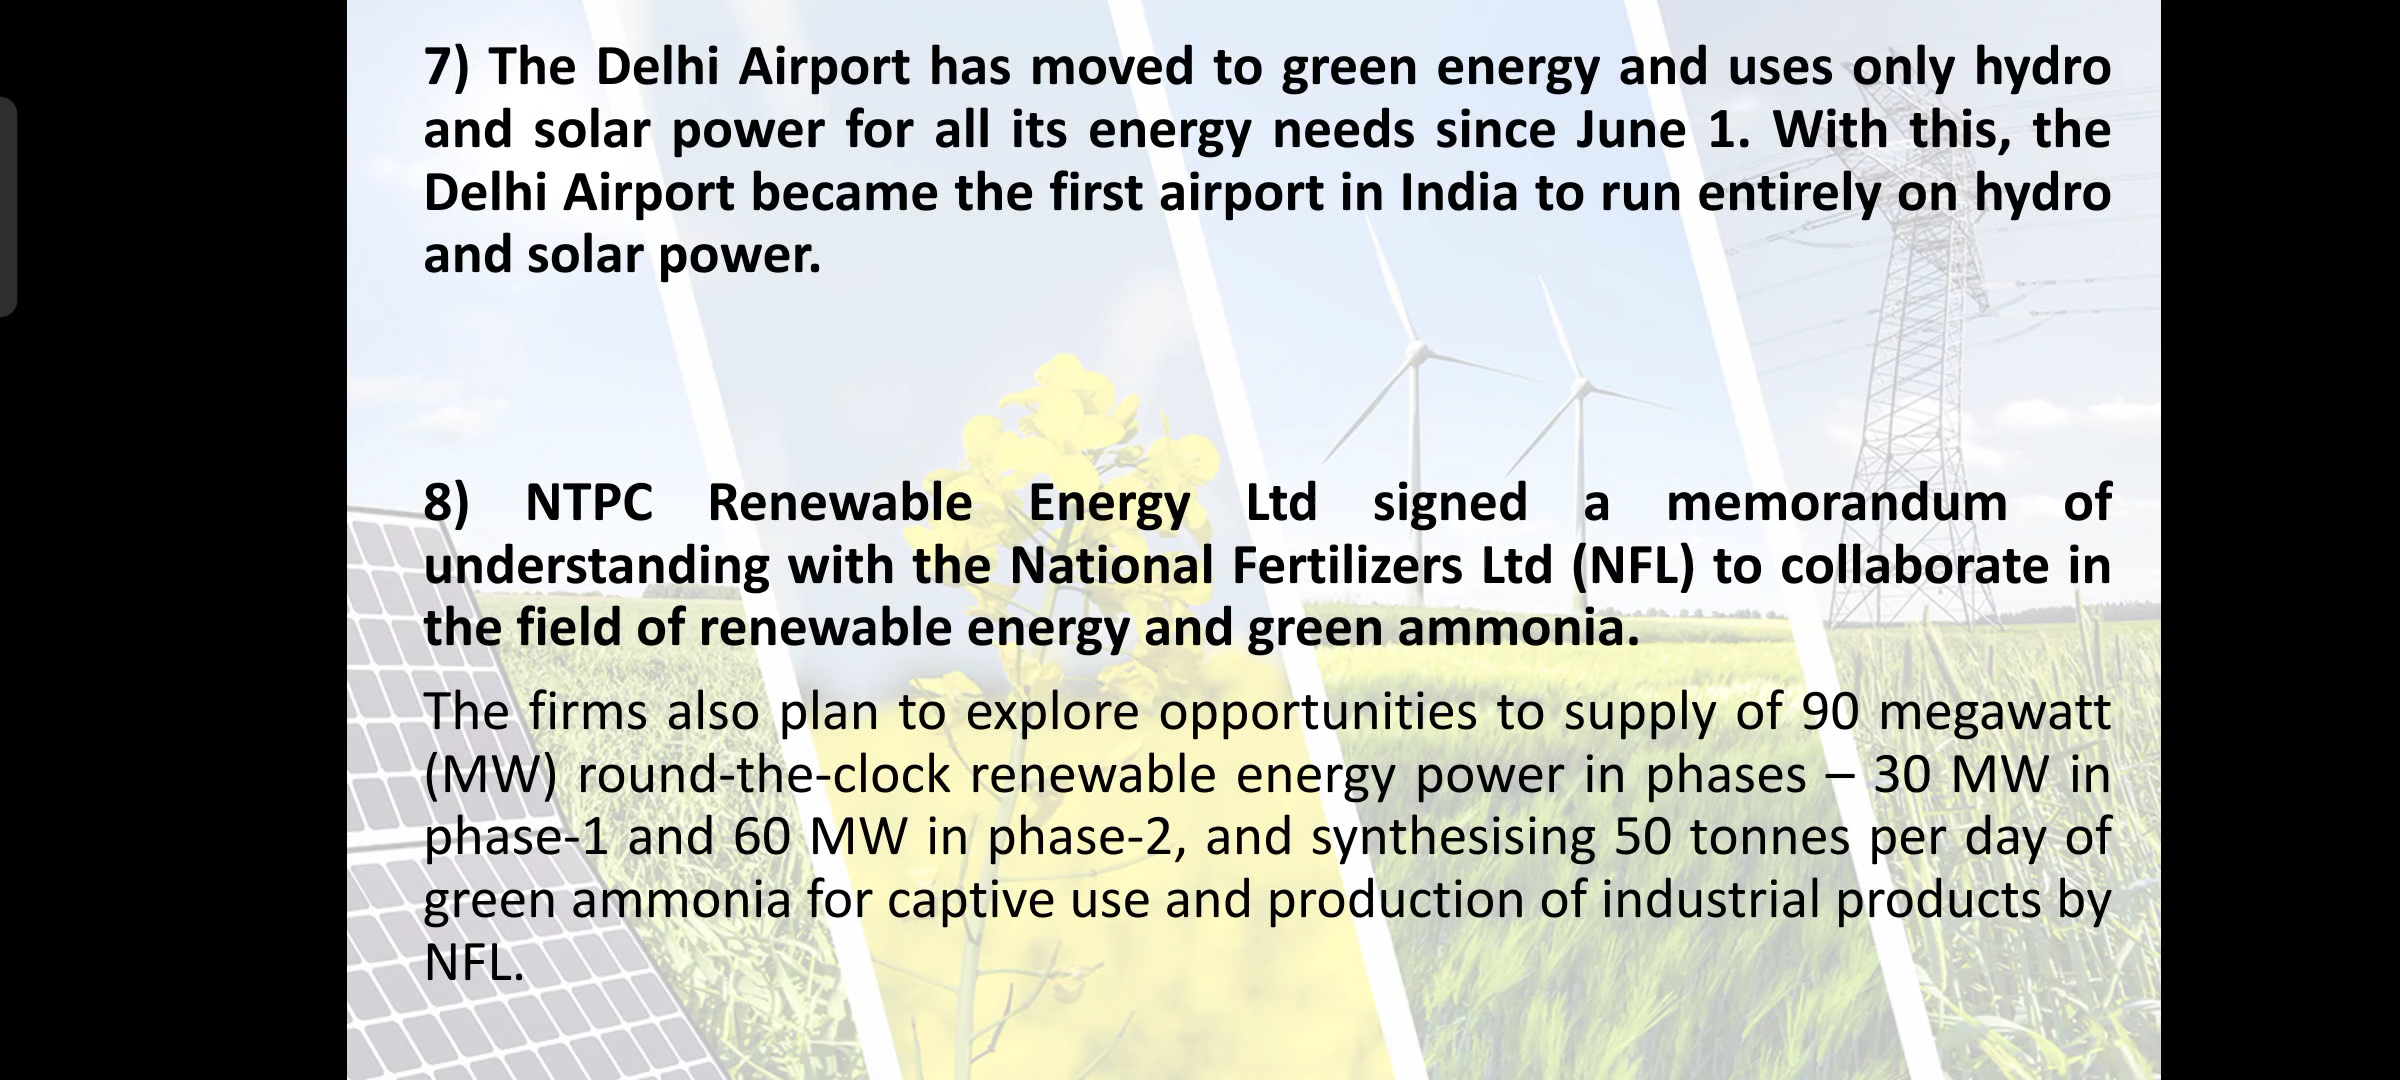 7) The Delhi Airport has moved to green energy and uses only hydro
and solar power for all its energy needs since June 1. With this, the
Delhi Airport became the first airport in India to run entirely on hydro
and solar power.
8) NTPC Renewable Energy Ltd signed a memorandum of
understanding with the National Fertilizers Ltd (NFL) to collaborate in
the field of renewable energy and green ammonia.
The firms also plan to explore opportunities to supply of 90 megawatt
(MW) round-the-clock renewable energy power in phases – 30 MW in
phase-1 and 60 MW in phase-2, and synthesising 50 tonnes per day of
green ammonia for captive use and production of industrial products by
NFL.